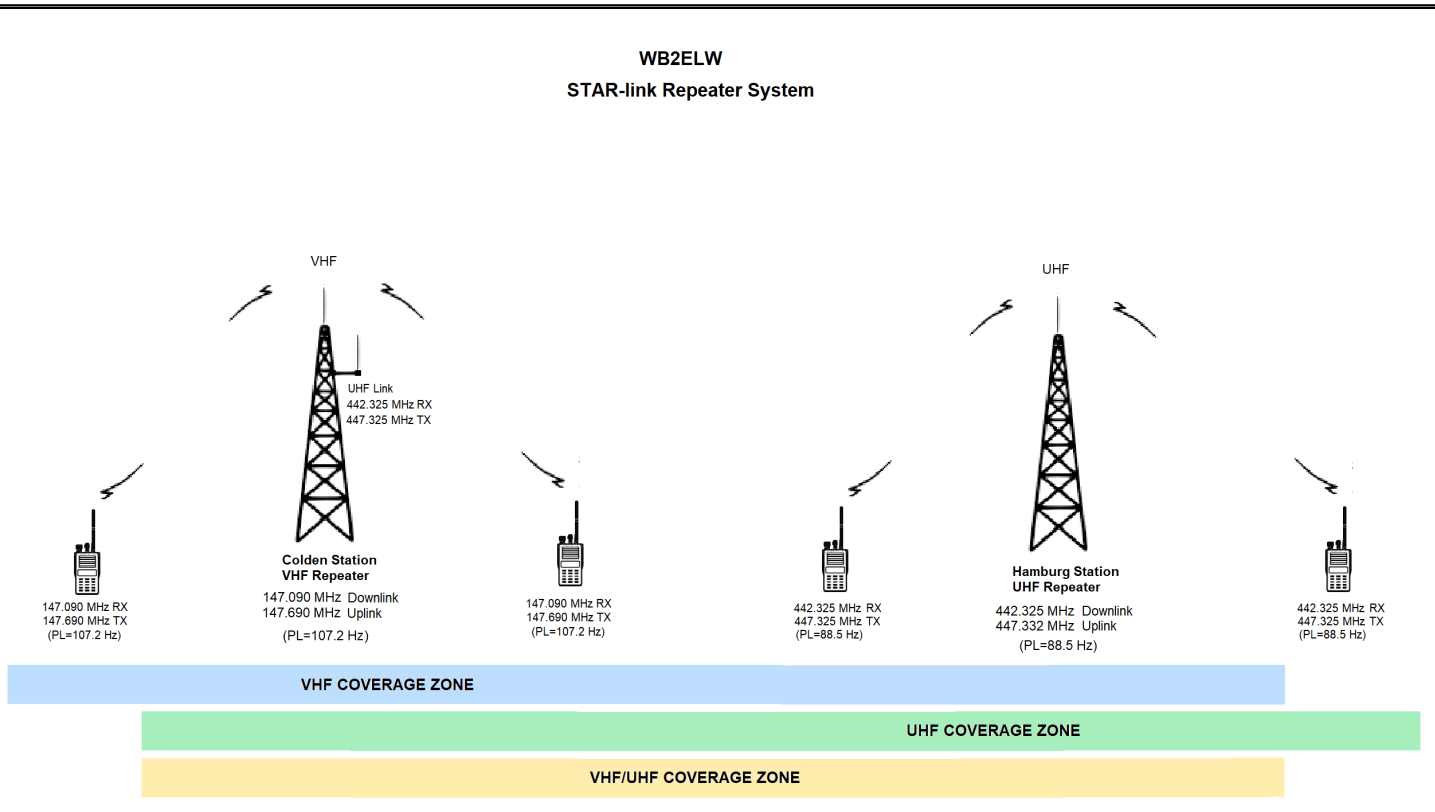 WB2ELW
STAR-link Repeater System
VHF
UHF
UHF Link
442.325 MHz RX
447.325 MHz TX
Colden Station
VHF Repeater
147.090 MHz Downlink
147.690 MHz Uplink
(PL=107.2 Hz)
147.090 MHz RX
147.690 MHz TX
(PL=107.2 Hz)
147.090 MHz RX
147.690 MHz TX
(PL=107.2 Hz)
442.325 MHz RX
447.325 MHz TX
(PL=88.5 Hz)
Hamburg Station
UHF Repeater
442.325 MHz Downlink
447.332 MHz Uplink
(PL=88.5 Hz)
442.325 MHz RX
447.325 MHz TX
(PL=88.5 Hz)
VHF COVERAGE ZONE
UHF COVERAGE ZONE
VHF/UHF COVERAGE ZONE